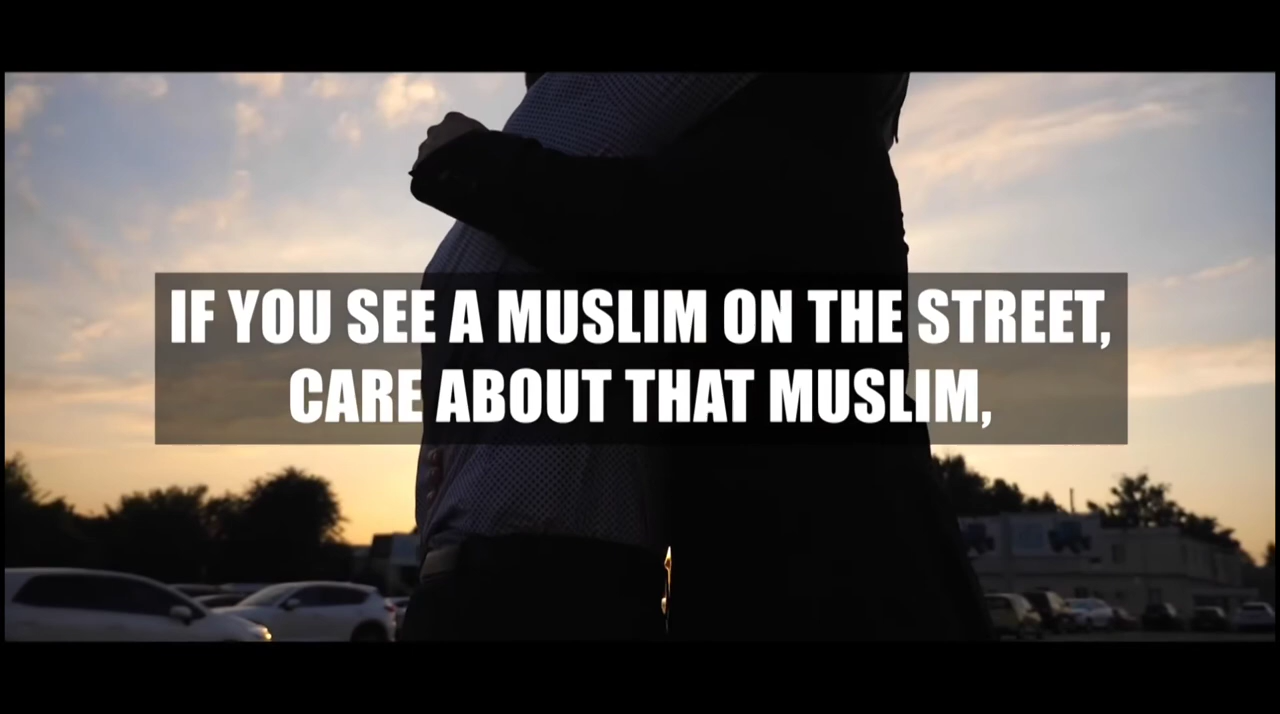 IF YOU SEE A MUSLIM ON THE STREET,
CARE ABOUT THAT MUSLIM,